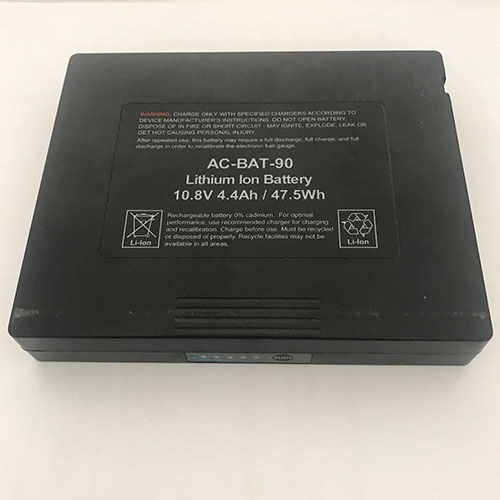 WARNING: CHARGE ONLY WITH SPECIFIED CHARGERS ACCORDING TO
DEVICE MANUFACTURER'S INSTRUCTIONS. DO NOT OPEN BATTERY,
DISPOSE OF IN FIRE OR SHORT CIRCUIT - MAY IGNITE, EXPLODE, LEAK OR
GET HOT CAUSING PERSONAL INJURY.
After repeated use, this battery may require a full discharge, full charge, and full
discharge in order to recalibrate the electronic fuel gauge.
AC-BAT-90
Lithium Ion Battery
10.8V 4.4Ah / 47.5Wh
Rechargeable battery 0% cadmium. For optimal
performance, use recommended charger for charging
and recalibration. Charge before use. Must be recycled
or disposed of properly. Recycle facilites may not be
available in all areas.
Li-Ion
Li-Ion
PUSH